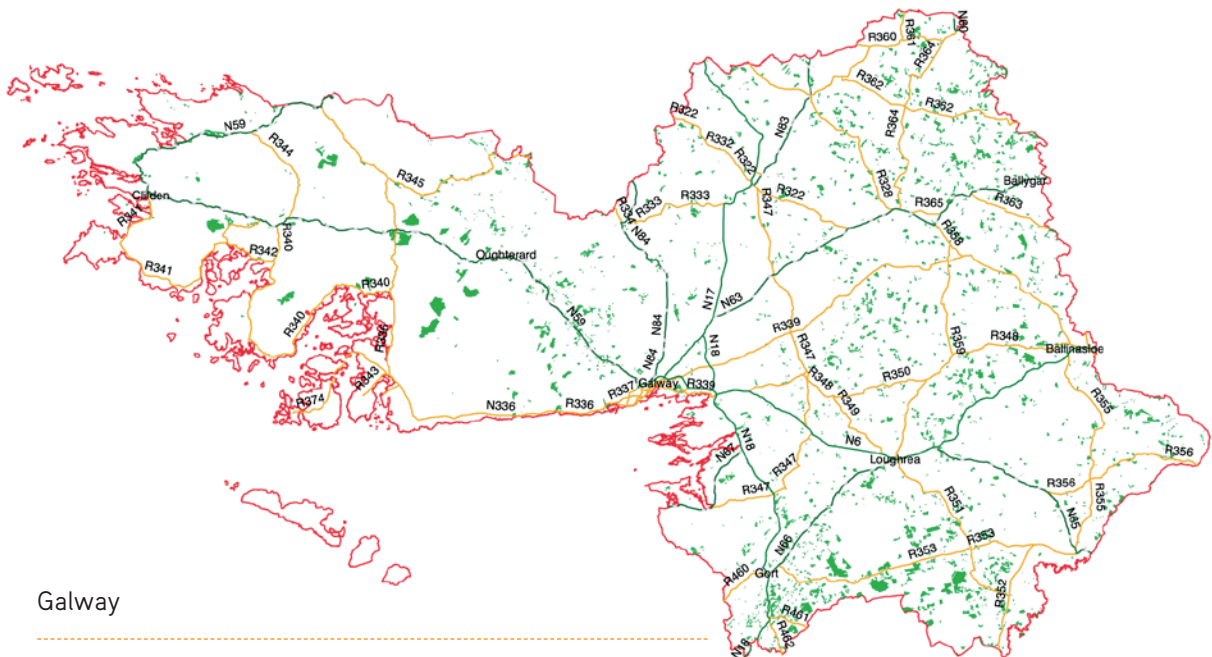 N60
R361
R360
R364
R362
R362
R364
N83
R322
R332
R322
R322
R347
R328
R333
R333
R334
N84
R365
Ballygar
R363
R358
N59
R344
R345
Clifden
R341
R341
R342
R340
R340
R340
R336
R343
R374
Oughterard
N59
N84
N84
N17
N63
N18
R339
R347
R348
R349
R350
R359
R348
Ballinasloe
R355
R356
Galway
R339
R337
R336
N336
N6
Loughrea
N18
N67
R347
R347
R351
R356
R355
N65
N66
R353
R353
R460
Gort
R352
R461
R462
N18
Galway